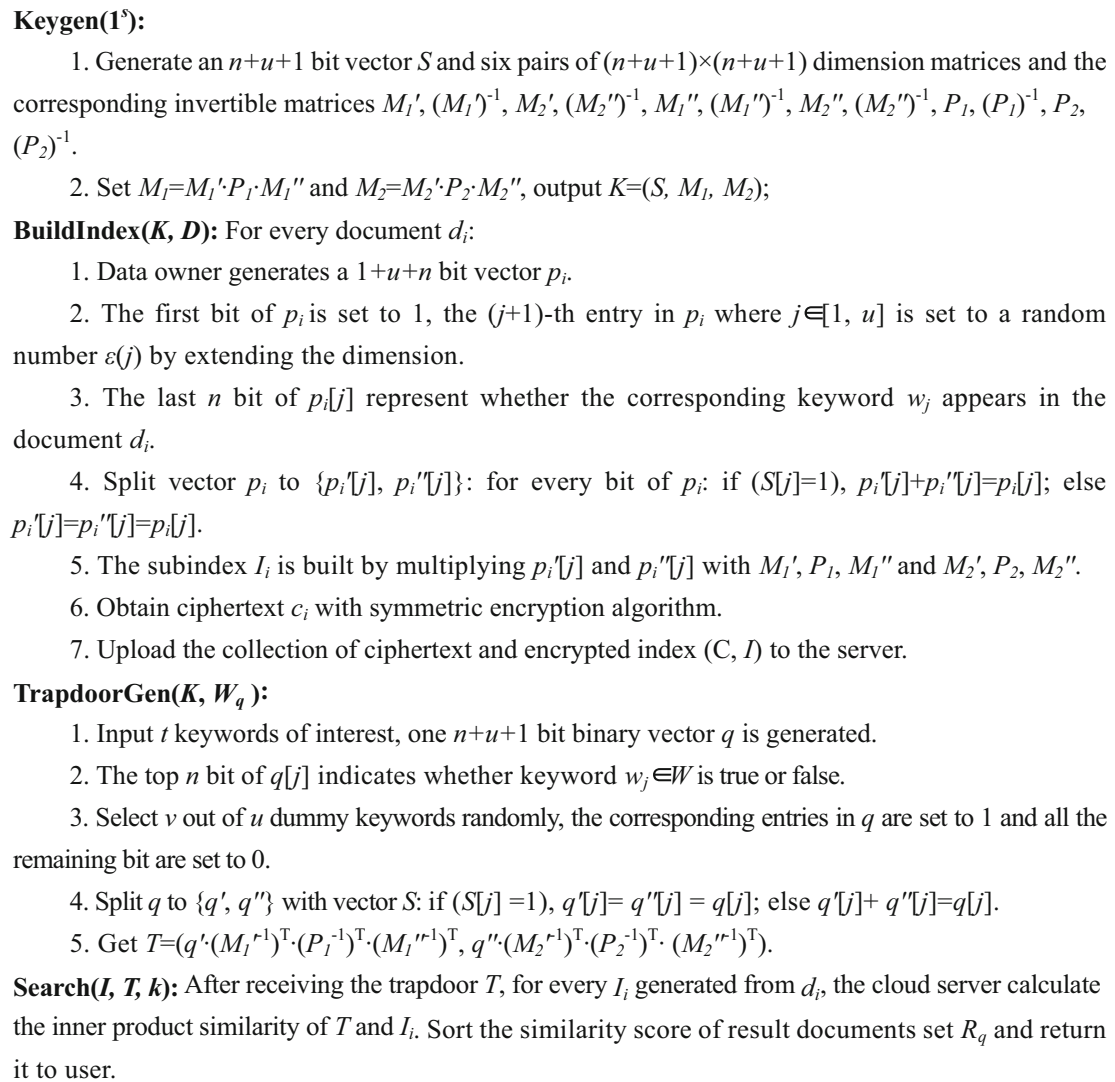 Keygen(1^s):
1. Generate an n+u+1 bit vector S and six pairs of (n+u+1)×(n+u+1) dimension matrices and the
corresponding invertible matrices M₁', (M₁')⁻¹, M₂', (M₂'')⁻¹, M₁'', (M₁'')⁻¹, M₂'', (M₂'')⁻¹, P₁, (P₁)⁻¹, P₂,
(P₂)⁻¹.
2. Set M₁=M₁'·P₁·M₁'' and M₂=M₂'·P₂·M₂'', output K=(S, M₁, M₂);
BuildIndex(K, D): For every document dᵢ:
1. Data owner generates a 1+u+n bit vector pᵢ.
2. The first bit of pᵢ is set to 1, the (j+1)-th entry in pᵢ where j∈[1, u] is set to a random
number ε(j) by extending the dimension.
3. The last n bit of pᵢ[j] represent whether the corresponding keyword wⱼ appears in the
document dᵢ.
4. Split vector pᵢ to {pᵢ'[j], pᵢ''[j]}: for every bit of pᵢ: if (S[j]=1), pᵢ'[j]+pᵢ''[j]=pᵢ[j]; else
pᵢ'[j]=pᵢ''[j]=pᵢ[j].
5. The subindex Iᵢ is built by multiplying pᵢ'[j] and pᵢ''[j] with M₁', P₁, M₁'' and M₂', P₂, M₂''.
6. Obtain ciphertext cᵢ with symmetric encryption algorithm.
7. Upload the collection of ciphertext and encrypted index (C, I) to the server.
TrapdoorGen(K, W_q ):
1. Input t keywords of interest, one n+u+1 bit binary vector q is generated.
2. The top n bit of q[j] indicates whether keyword wⱼ∈W is true or false.
3. Select v out of u dummy keywords randomly, the corresponding entries in q are set to 1 and all the
remaining bit are set to 0.
4. Split q to {q', q''} with vector S: if (S[j] =1), q'[j]= q''[j] = q[j]; else q'[j]+ q''[j]=q[j].
5. Get T=(q'·(M₁'⁻¹)ᵀ·(P₁⁻¹)ᵀ·(M₁''⁻¹)ᵀ, q''·(M₂'⁻¹)ᵀ·(P₂⁻¹)ᵀ· (M₂''⁻¹)ᵀ).
Search(I, T, k): After receiving the trapdoor T, for every Iᵢ generated from dᵢ, the cloud server calculate
the inner product similarity of T and Iᵢ. Sort the similarity score of result documents set R_q and return
it to user.